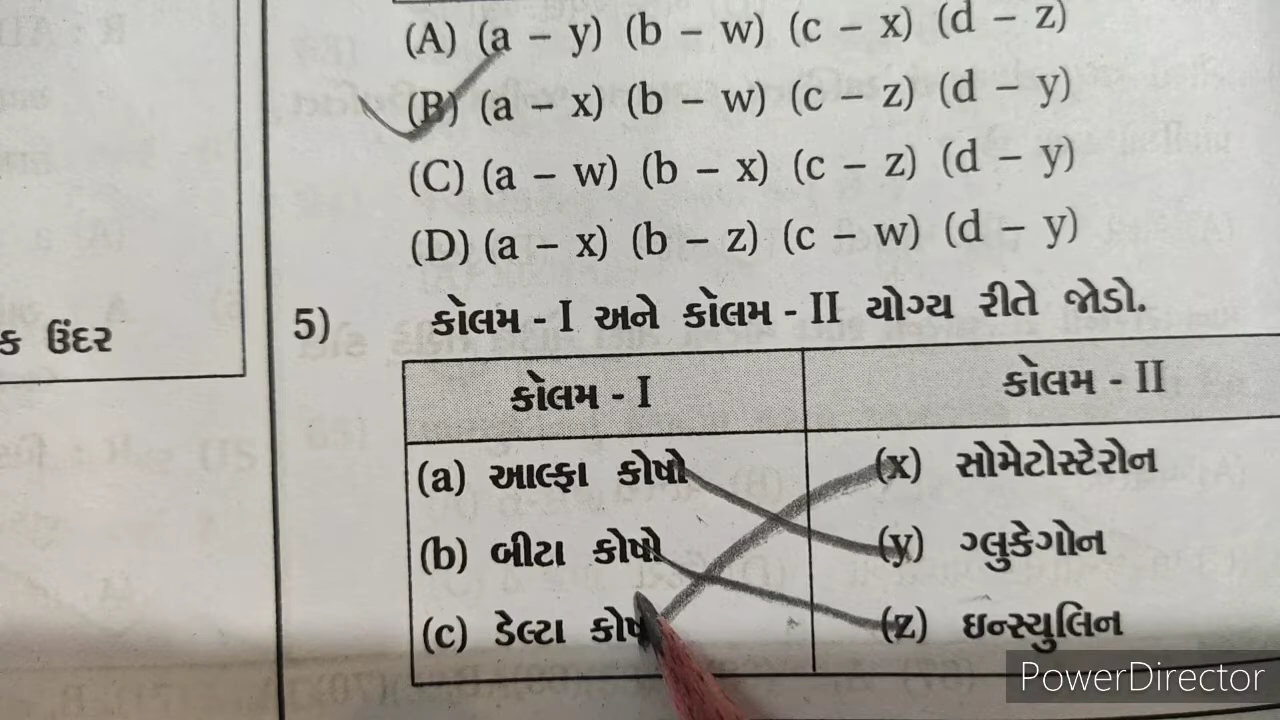 (A) (a – y) (b – w) (c – x) (d – z)
(B) (a – x) (b – w) (c – z) (d – y)
(C) (a – w) (b – x) (c – z) (d – y)
(D) (a – x) (b – z) (c – w) (d – y)
ક ઉંદર
5) કૉલમ - I અને કૉલમ - II યોગ્ય રીતે જોડો.
કૉલમ - I કૉલમ - II
(a) આલ્ફા કોષો (x) સોમેટોસ્ટેરોન
(b) બીટા કોષો (y) ગ્લુકેગોન
(c) ડેલ્ટા (z) ઇન્સ્યુલિન
PowerDirector